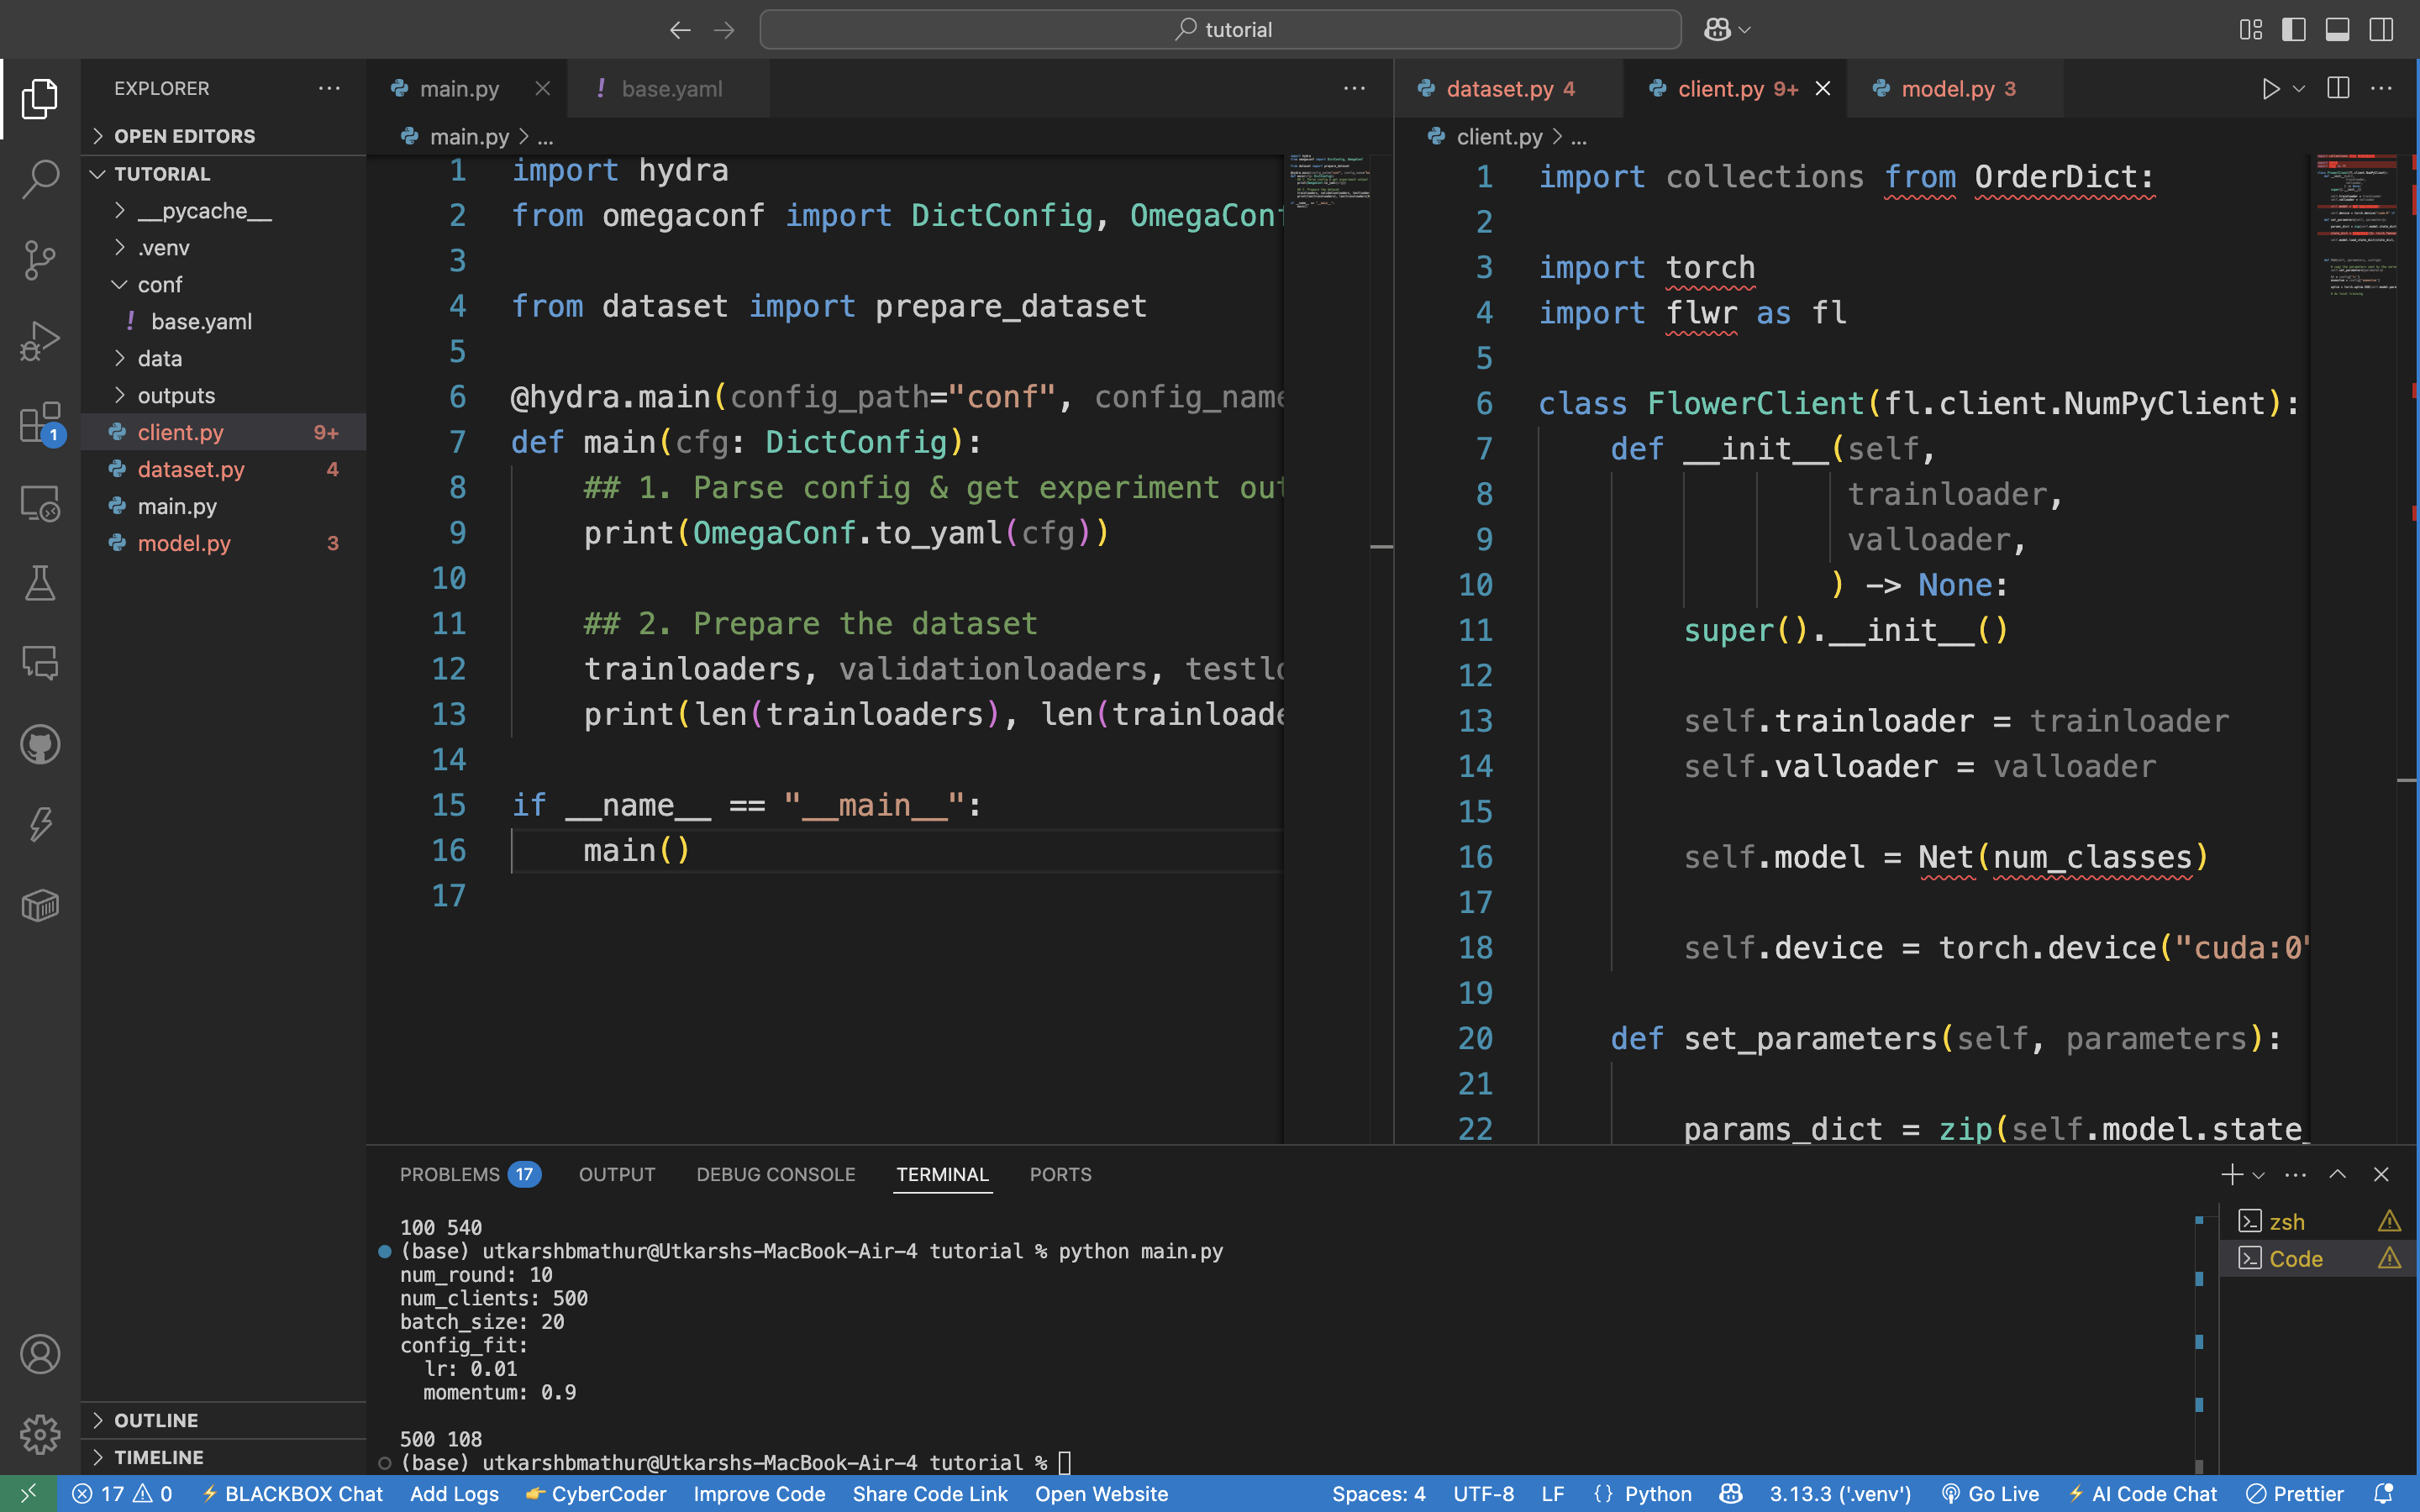 tutorial
EXPLORER
OPEN EDITORS
TUTORIAL
__pycache__
.venv
conf
! base.yaml
data
outputs
client.py 9+
dataset.py 4
main.py
model.py 3
OUTLINE
TIMELINE
main.py
! base.yaml
main.py > ...
1 import hydra
2 from omegaconf import DictConfig, OmegaConf
3
4 from dataset import prepare_dataset
5
6 @hydra.main(config_path="conf", config_name
7 def main(cfg: DictConfig):
8 ## 1. Parse config & get experiment out
9 print(OmegaConf.to_yaml(cfg))
10
11 ## 2. Prepare the dataset
12 trainloaders, validationloaders, testlo
13 print(len(trainloaders), len(trainloade
14
15 if __name__ == "__main__":
16 main()
17
dataset.py 4
client.py 9+
model.py 3
client.py > ...
1 import collections from OrderDict:
2
3 import torch
4 import flwr as fl
5
6 class FlowerClient(fl.client.NumPyClient):
7 def __init__(self,
8 trainloader,
9 valloader,
10 ) -> None:
11 super().__init__()
12
13 self.trainloader = trainloader
14 self.valloader = valloader
15
16 self.model = Net(num_classes)
17
18 self.device = torch.device("cuda:0"
19
20 def set_parameters(self, parameters):
21
22 params_dict = zip(self.model.state_
PROBLEMS 17 OUTPUT DEBUG CONSOLE TERMINAL PORTS
100 540
(base) utkarshbmathur@Utkarshs-MacBook-Air-4 tutorial % python main.py
num_round: 10
num_clients: 500
batch_size: 20
config_fit:
lr: 0.01
momentum: 0.9
500 108
(base) utkarshbmathur@Utkarshs-MacBook-Air-4 tutorial %
zsh
Code
1
17 0 BLACKBOX Chat Add Logs CyberCoder Improve Code Share Code Link Open Website Spaces: 4 UTF-8 LF {} Python 3.13.3 ('.venv') Go Live AI Code Chat Prettier